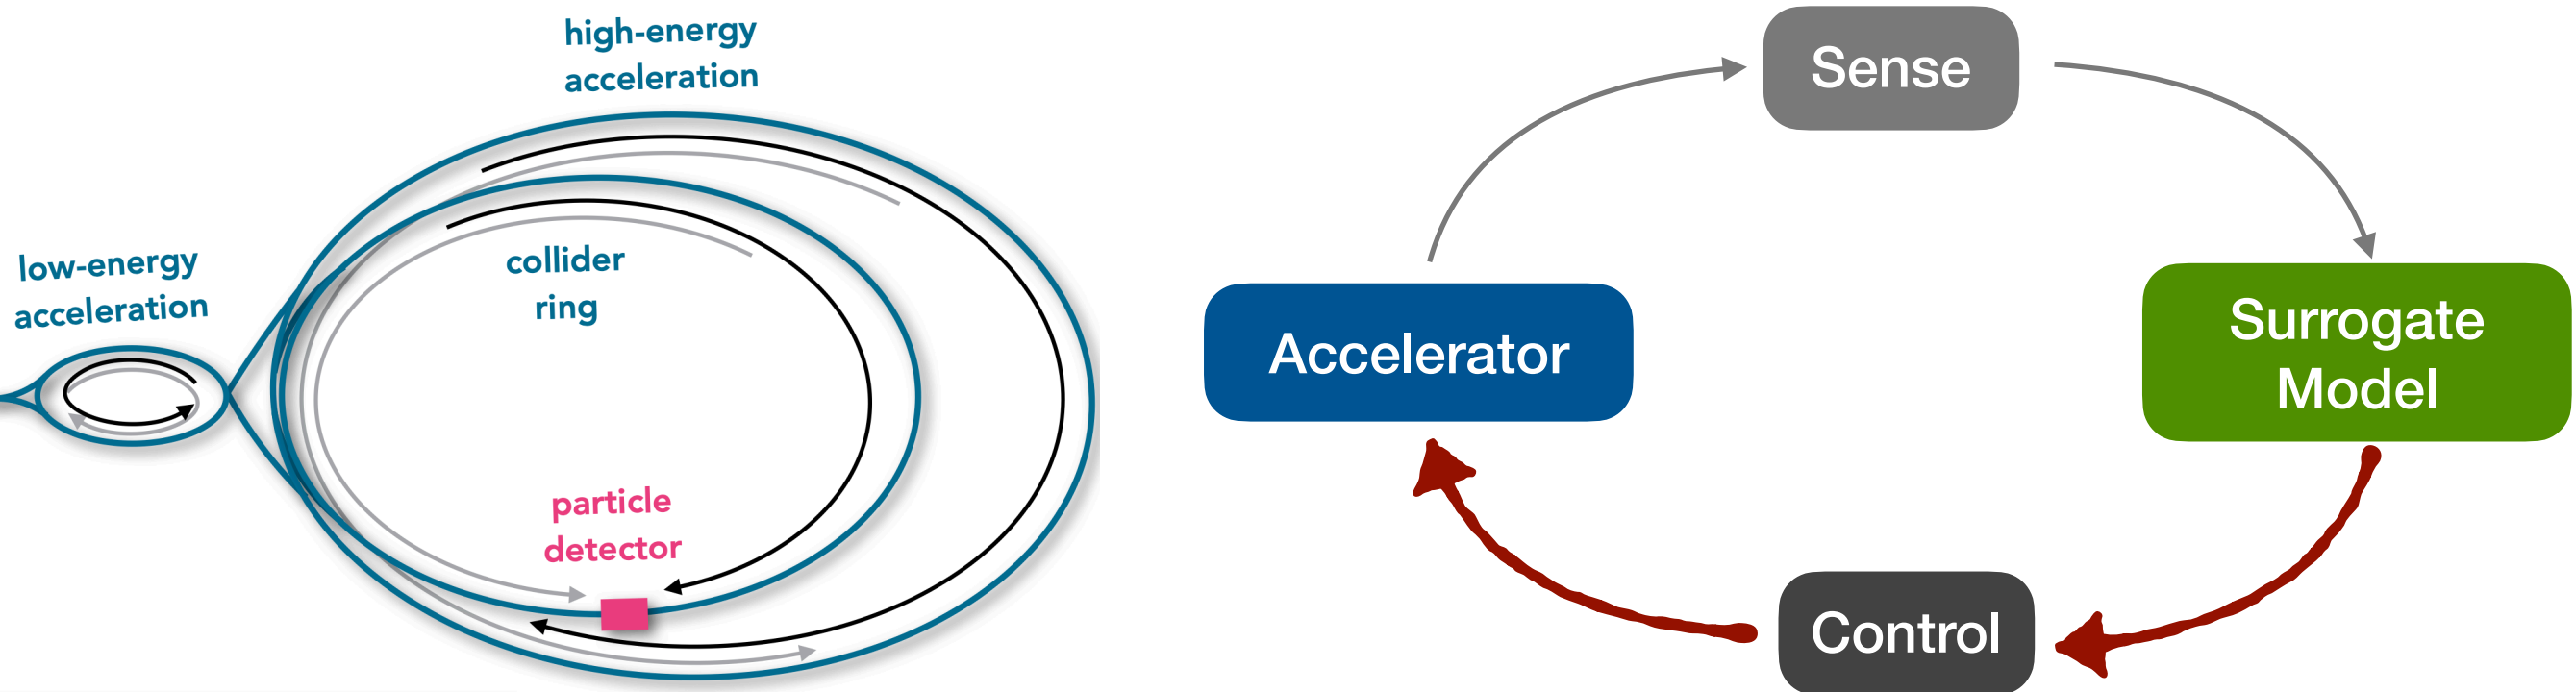 high-energy
acceleration
low-energy
acceleration
collider
ring
particle
detector
Sense
Accelerator
Surrogate
Model
Control